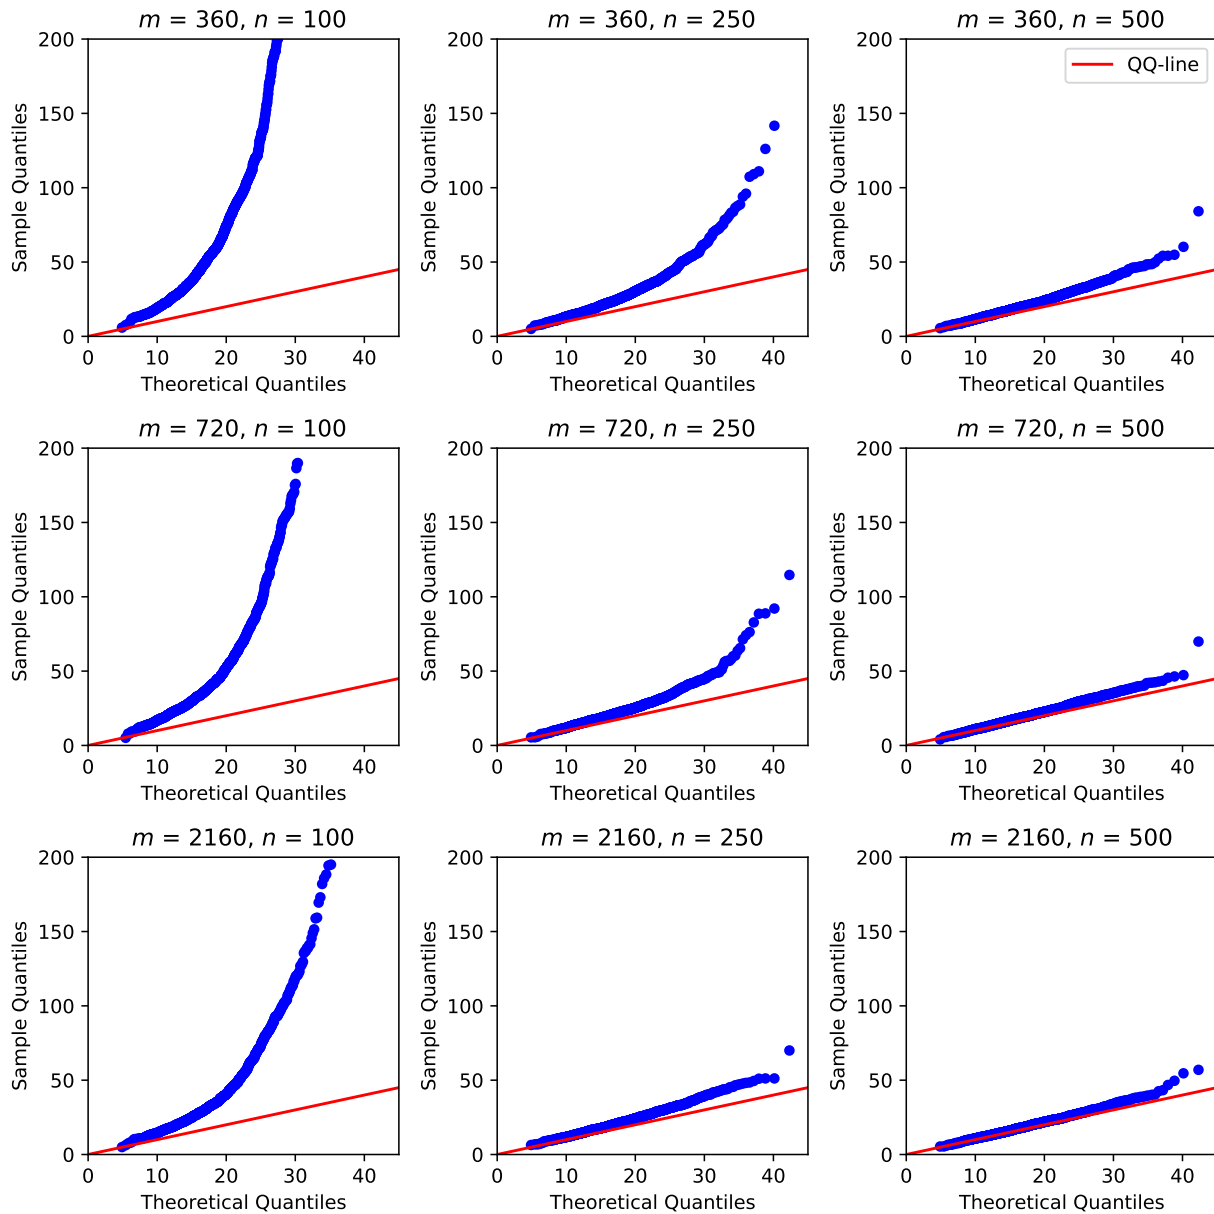 m = 360, n = 100
m = 360, n = 250
m = 360, n = 500
200
150
100
50
0
Sample Quantiles
0 10 20 30 40
Theoretical Quantiles
200
150
100
50
0
Sample Quantiles
0 10 20 30 40
Theoretical Quantiles
QQ-line
200
150
100
50
0
Sample Quantiles
0 10 20 30 40
Theoretical Quantiles
m = 720, n = 100
m = 720, n = 250
m = 720, n = 500
200
150
100
50
0
Sample Quantiles
0 10 20 30 40
Theoretical Quantiles
200
150
100
50
0
Sample Quantiles
0 10 20 30 40
Theoretical Quantiles
200
150
100
50
0
Sample Quantiles
0 10 20 30 40
Theoretical Quantiles
m = 2160, n = 100
m = 2160, n = 250
m = 2160, n = 500
200
150
100
50
0
Sample Quantiles
0 10 20 30 40
Theoretical Quantiles
200
150
100
50
0
Sample Quantiles
0 10 20 30 40
Theoretical Quantiles
200
150
100
50
0
Sample Quantiles
0 10 20 30 40
Theoretical Quantiles